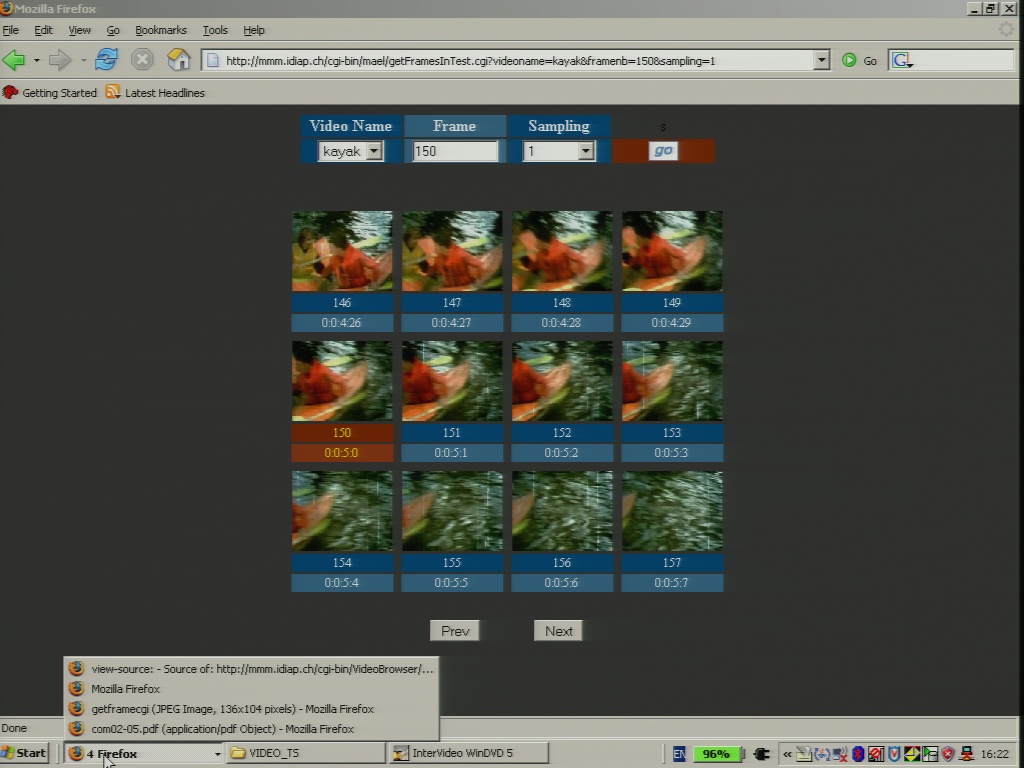 Mozilla Firefox
File Edit View Go Bookmarks Tools Help
http://mmm.idiap.ch/cgi-bin/mael/getFramesInTest.cgi?videoname=kayak&framenb=150&sampling=1 Go G
Getting Started Latest Headlines
Video Name Frame Sampling s
kayak 150 1 go
146 147 148 149
0:0:4:26 0:0:4:27 0:0:4:28 0:0:4:29
150 151 152 153
0:0:5:0 0:0:5:1 0:0:5:2 0:0:5:3
154 155 156 157
0:0:5:4 0:0:5:5 0:0:5:6 0:0:5:7
Prev Next
view-source: - Source of: http://mmm.idiap.ch/cgi-bin/VideoBrowser/...
Mozilla Firefox
getframecgi (JPEG Image, 136x104 pixels) - Mozilla Firefox
com02-05.pdf (application/pdf Object) - Mozilla Firefox
Done
Start 4 Firefox VIDEO_TS InterVideo WinDVD 5 EN 96% « 16:22